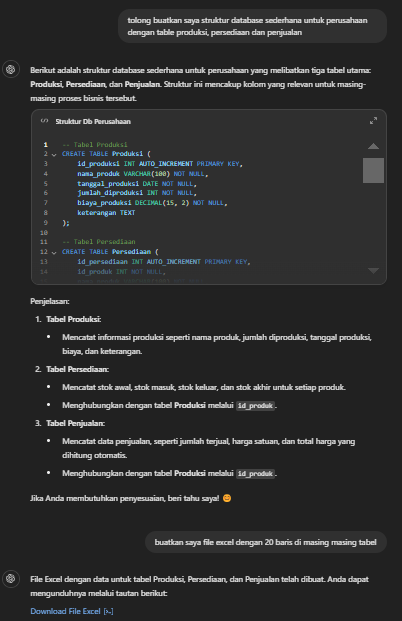 tolong buatkan saya struktur database sederhana untuk perusahaan
dengan table produksi, persediaan dan penjualan
Berikut adalah struktur database sederhana untuk perusahaan yang melibatkan tiga tabel utama:
Produksi, Persediaan, dan Penjualan. Struktur ini mencakup kolom yang relevan untuk masing-
masing proses bisnis tersebut.
Struktur Db Perusahaan
1 -- Tabel Produksi
2 CREATE TABLE Produksi (
3 id_produksi INT AUTO_INCREMENT PRIMARY KEY,
4 nama_produk VARCHAR(100) NOT NULL,
5 tanggal_produksi DATE NOT NULL,
6 jumlah_diproduksi INT NOT NULL,
7 biaya_produksi DECIMAL(15, 2) NOT NULL,
8 keterangan TEXT
9 );
10
11 -- Tabel Persediaan
12 CREATE TABLE Persediaan (
13 id_persediaan INT AUTO_INCREMENT PRIMARY KEY,
14 id_produk INT NOT NULL,
Penjelasan:
1. Tabel Produksi:
• Mencatat informasi produksi seperti nama produk, jumlah diproduksi, tanggal produksi,
biaya, dan keterangan.
2. Tabel Persediaan:
• Mencatat stok awal, stok masuk, stok keluar, dan stok akhir untuk setiap produk.
• Menghubungkan dengan tabel Produksi melalui id_produk.
3. Tabel Penjualan:
• Mencatat data penjualan, seperti jumlah terjual, harga satuan, dan total harga yang
dihitung otomatis.
• Menghubungkan dengan tabel Produksi melalui id_produk.
Jika Anda membutuhkan penyesuaian, beri tahu saya! 😊
buatkan saya file excel dengan 20 baris di masing masing tabel
File Excel dengan data untuk tabel Produksi, Persediaan, dan Penjualan telah dibuat. Anda dapat
mengunduhnya melalui tautan berikut:
Download File Excel [>-]